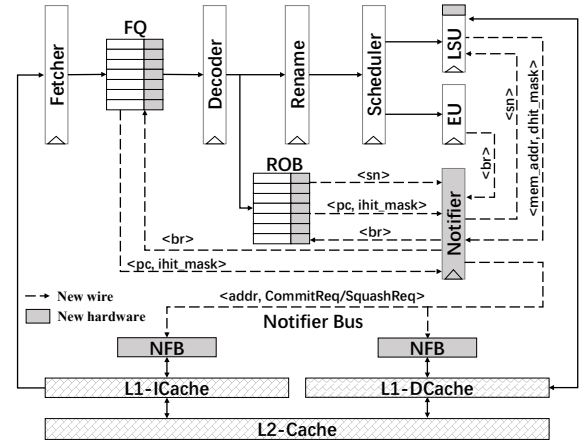 FQ
Fetcher
Decoder
Rename
Scheduler
LSU
EU
<sn>
<mem_addr, dhit_mask>
<br>
ROB
<sn>
<pc, ihit_mask>
<br>
Notifier
<br>
<pc, ihit_mask>
New wire
New hardware
<addr, CommitReq/SquashReq>
Notifier Bus
NFB
NFB
L1-ICache
L1-DCache
L2-Cache